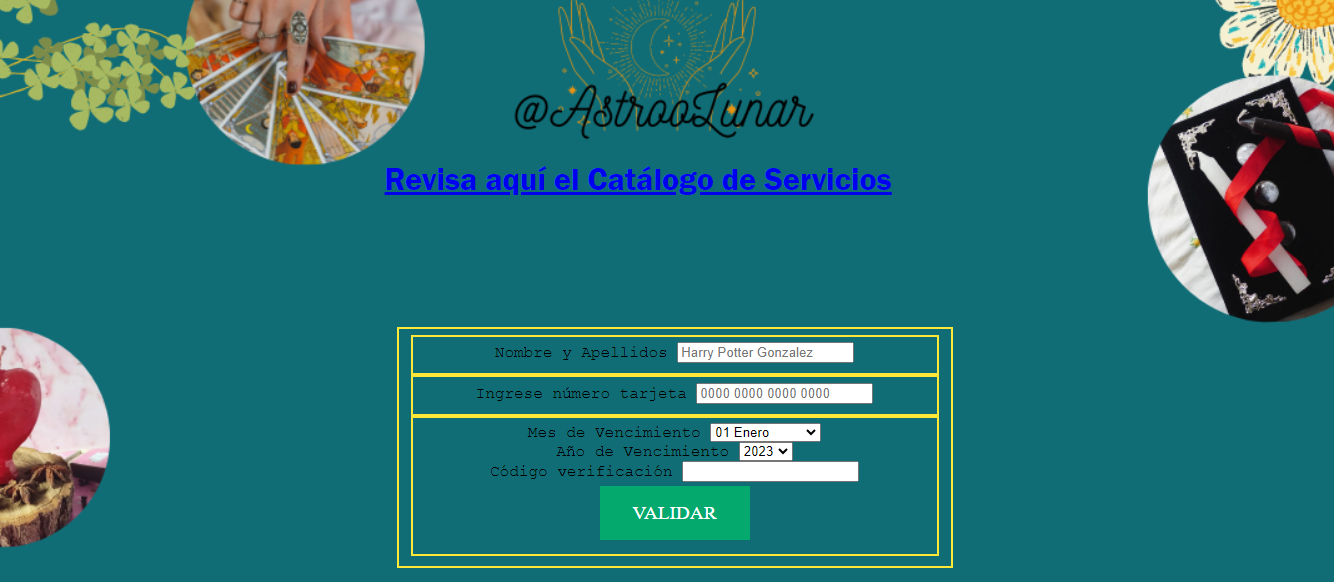 @AstrooLunar
Revisa aquí el Catálogo de Servicios
Nombre y Apellidos Harry Potter Gonzalez
Ingrese número tarjeta 0000 0000 0000 0000
Mes de Vencimiento 01 Enero
Año de Vencimiento 2023
Código verificación
VALIDAR